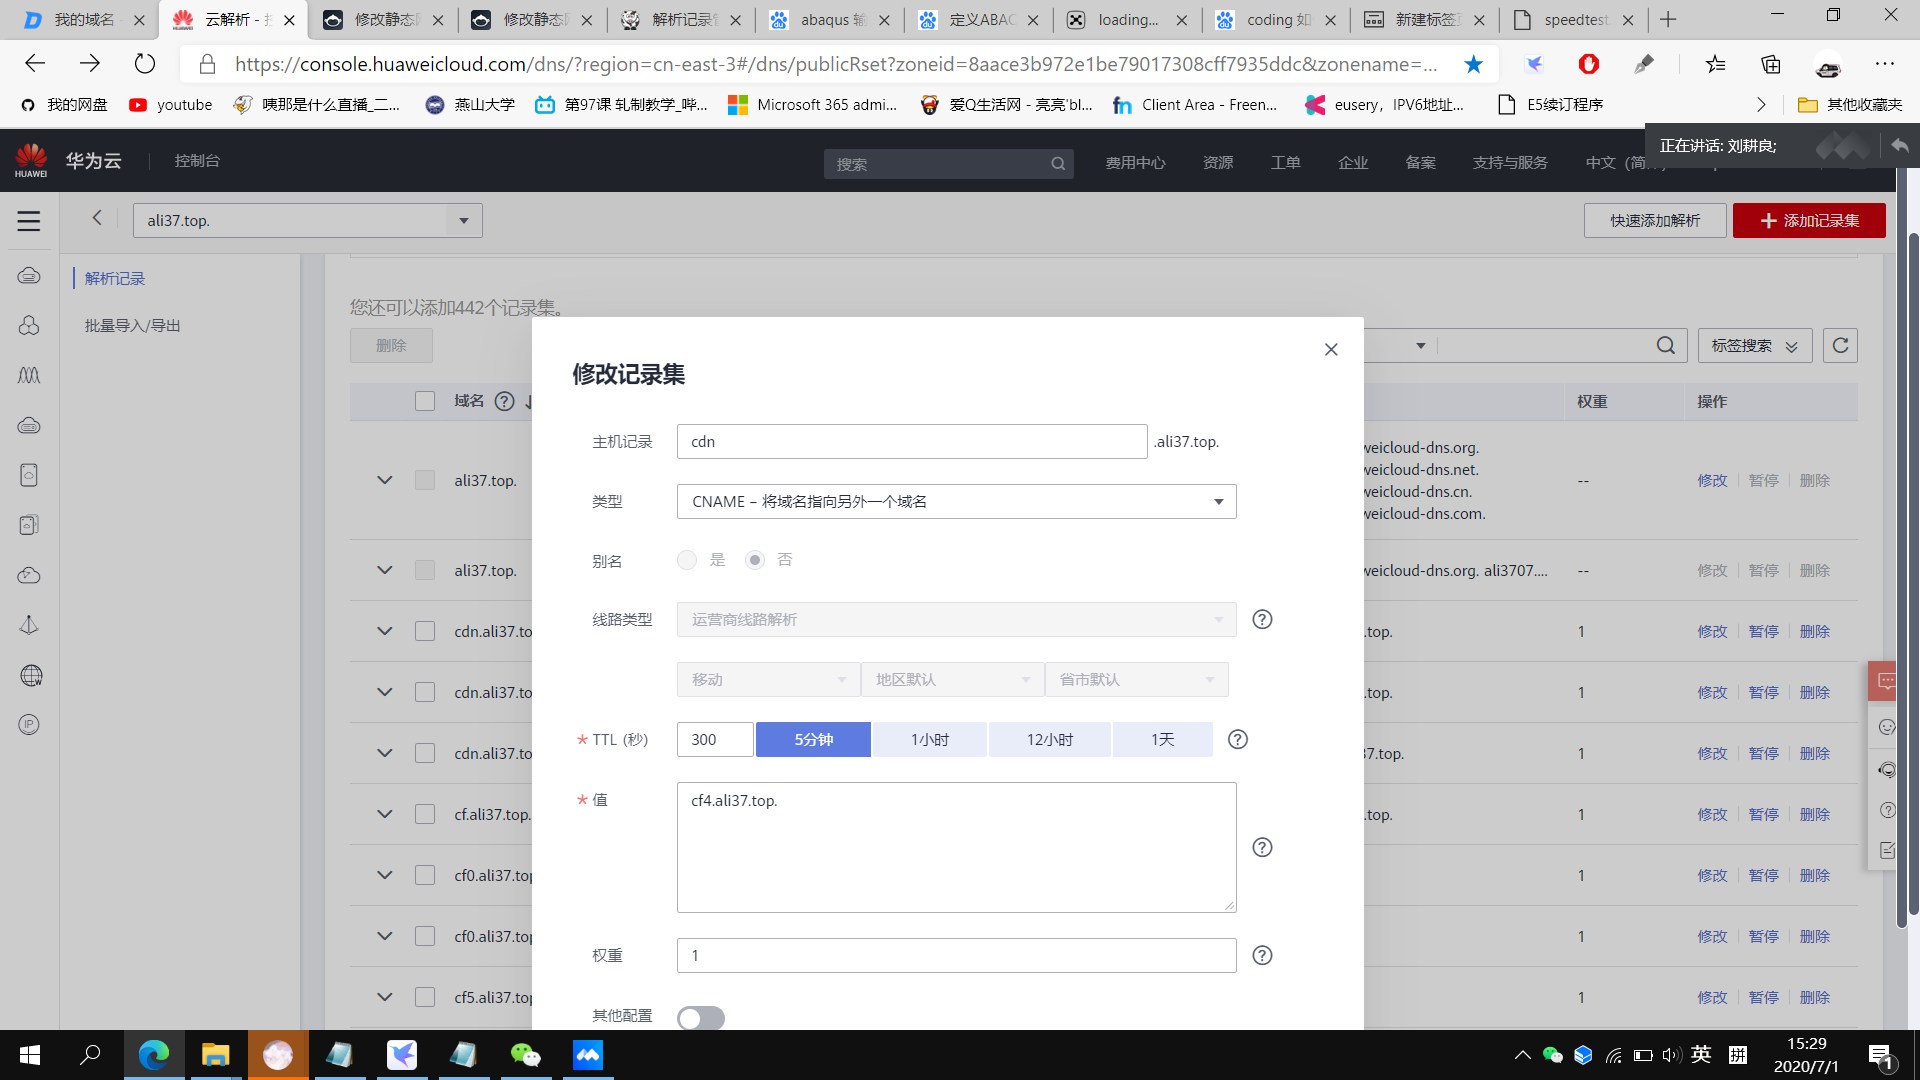 我的域名
云解析 - 控
修改静态
修改静态
解析记录
abaqus 输
定义ABAC
loading...
coding 如
新建标签页
speedtest.
https://console.huaweicloud.com/dns/?region=cn-east-3#/dns/publicRset?zoneid=8aace3b972e1be79017308cff7935ddc&zonename=...
我的网盘
youtube
咦那是什么直播_二...
燕山大学
第97课 轧制教学_哔...
Microsoft 365 admi...
爱Q生活网 - 亮亮'bl...
Client Area - Freen...
eusery，IPV6地址...
E5续订程序
其他收藏夹
正在讲话: 刘耕良;
HUAWEI
华为云
控制台
搜索
费用中心
资源
工单
企业
备案
支持与服务
中文（简
ali37.top.
快速添加解析
添加记录集
解析记录
批量导入/导出
您还可以添加442个记录集。
删除
标签搜索
域名
权重
操作
ali37.top.
weicloud-dns.org.
weicloud-dns.net.
weicloud-dns.cn.
weicloud-dns.com.
--
修改 暂停 删除
ali37.top.
weicloud-dns.org. ali3707....
--
修改 暂停 删除
cdn.ali37.to
.top.
1
修改 暂停 删除
cdn.ali37.to
.top.
1
修改 暂停 删除
cdn.ali37.to
37.top.
1
修改 暂停 删除
cf.ali37.top.
.top.
1
修改 暂停 删除
cf0.ali37.top
1
修改 暂停 删除
cf0.ali37.top
1
修改 暂停 删除
cf5.ali37.top
1
修改 暂停 删除
修改记录集
主机记录
cdn
.ali37.top.
类型
CNAME – 将域名指向另外一个域名
别名
是
否
线路类型
运营商线路解析
移动
地区默认
省市默认
* TTL (秒)
300
5分钟
1小时
12小时
1天
* 值
cf4.ali37.top.
权重
1
其他配置
IP
英
拼
15:29
2020/7/1
1